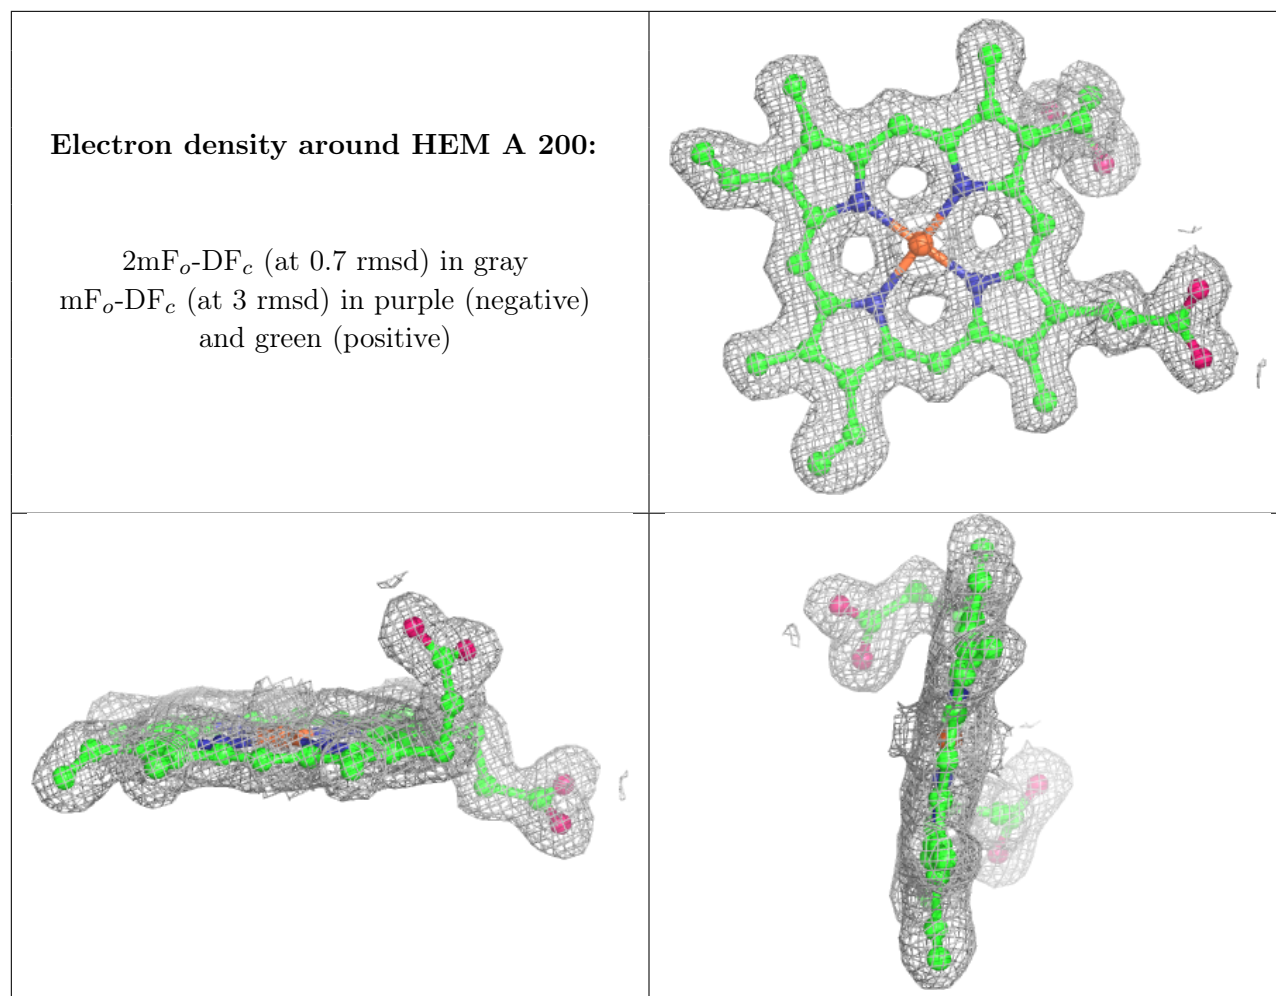 Electron density around HEM A 200:
2mFₒ-DF𝒸 (at 0.7 rmsd) in gray
mFₒ-DF𝒸 (at 3 rmsd) in purple (negative)
and green (positive)